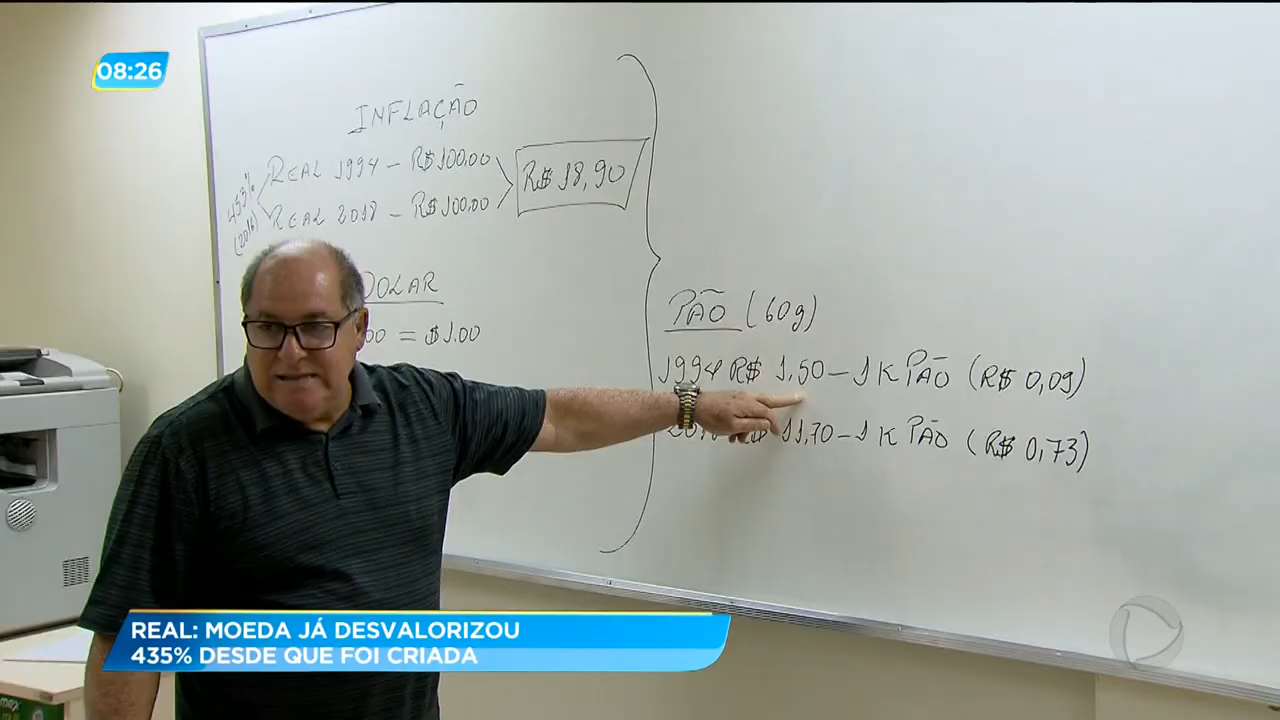 08:26
INFLAÇÃO
REAL 1994 – R$100,00
R$ 18,90
REAL 2018 – R$100,00
(2016)
DOLAR
00 = $1.00
PÃO (60g)
1994 R$ 1,50 – 1 K PÃO (R$ 0,09)
R$ 11,70 – 1 K PÃO (R$ 0,73)
REAL: MOEDA JÁ DESVALORIZOU
435% DESDE QUE FOI CRIADA